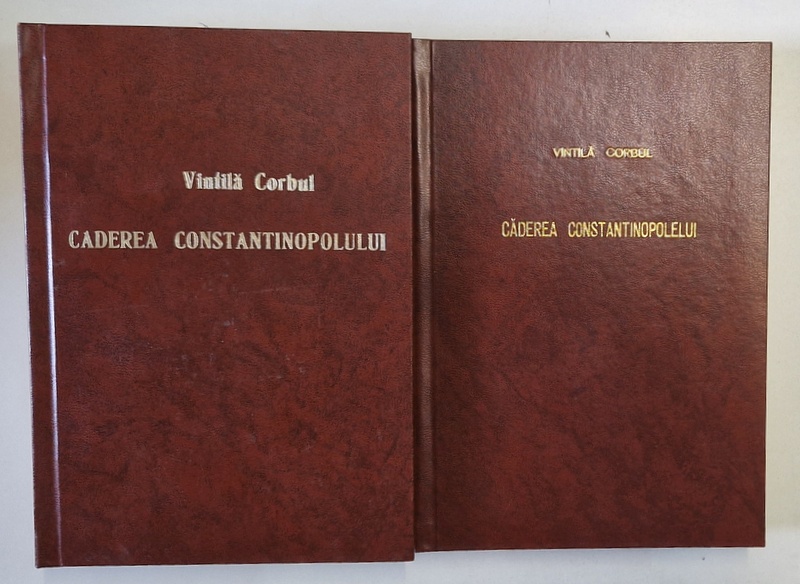 Vintilă Corbul
CADEREA CONSTANTINOPOLULUI
VINTILĂ CORBUL
CĂDEREA CONSTANTINOPOLELUI